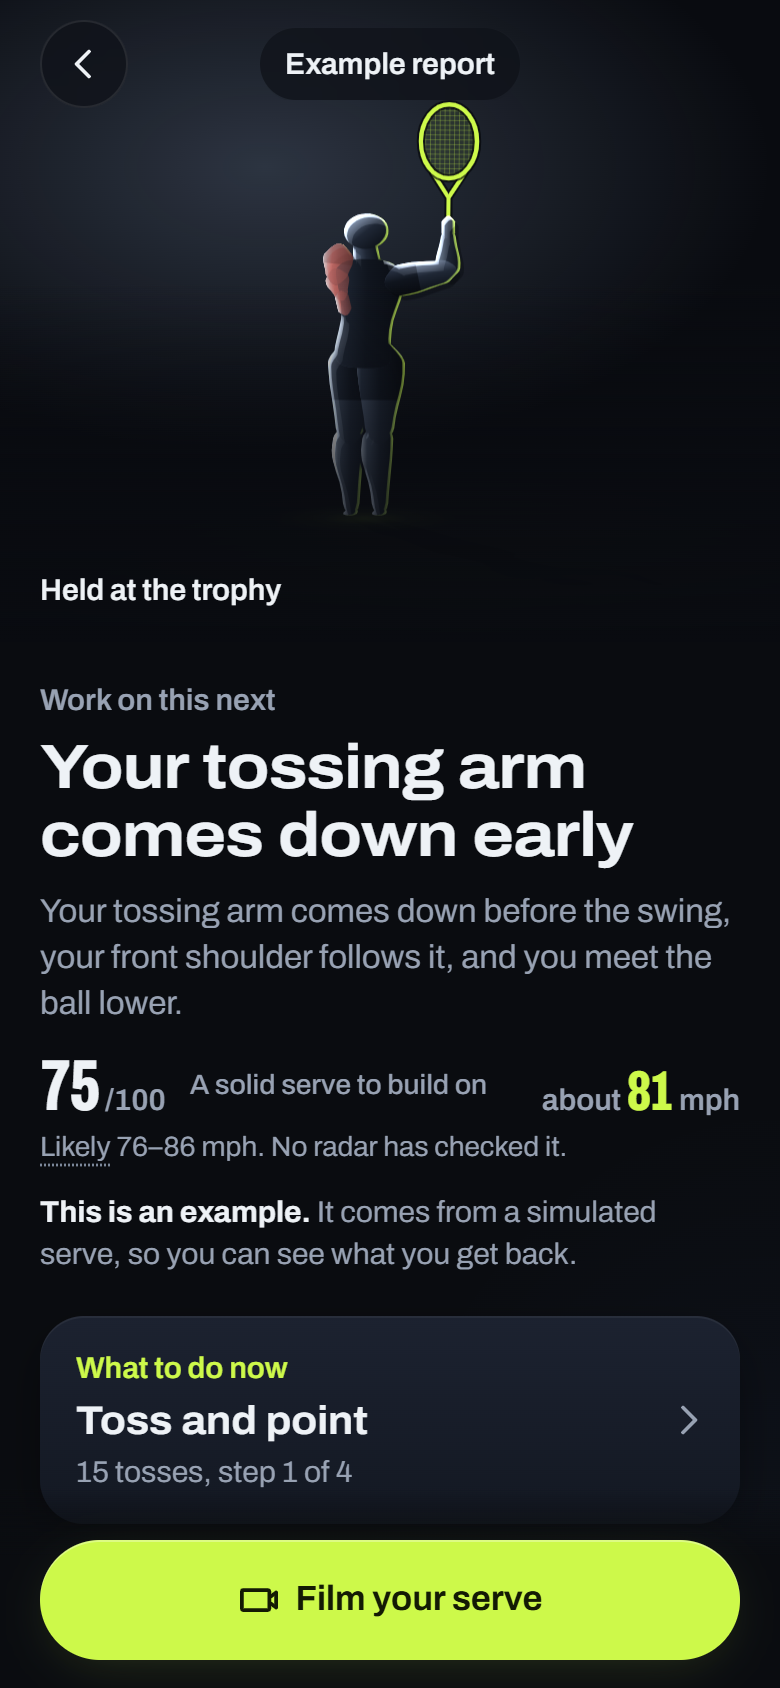 Example report
Held at the trophy
Work on this next
Your tossing arm
comes down early
Your tossing arm comes down before the swing,
your front shoulder follows it, and you meet the
ball lower.
75/100 A solid serve to build on about 81 mph
Likely 76–86 mph. No radar has checked it.
This is an example. It comes from a simulated
serve, so you can see what you get back.
What to do now
Toss and point
15 tosses, step 1 of 4
Film your serve